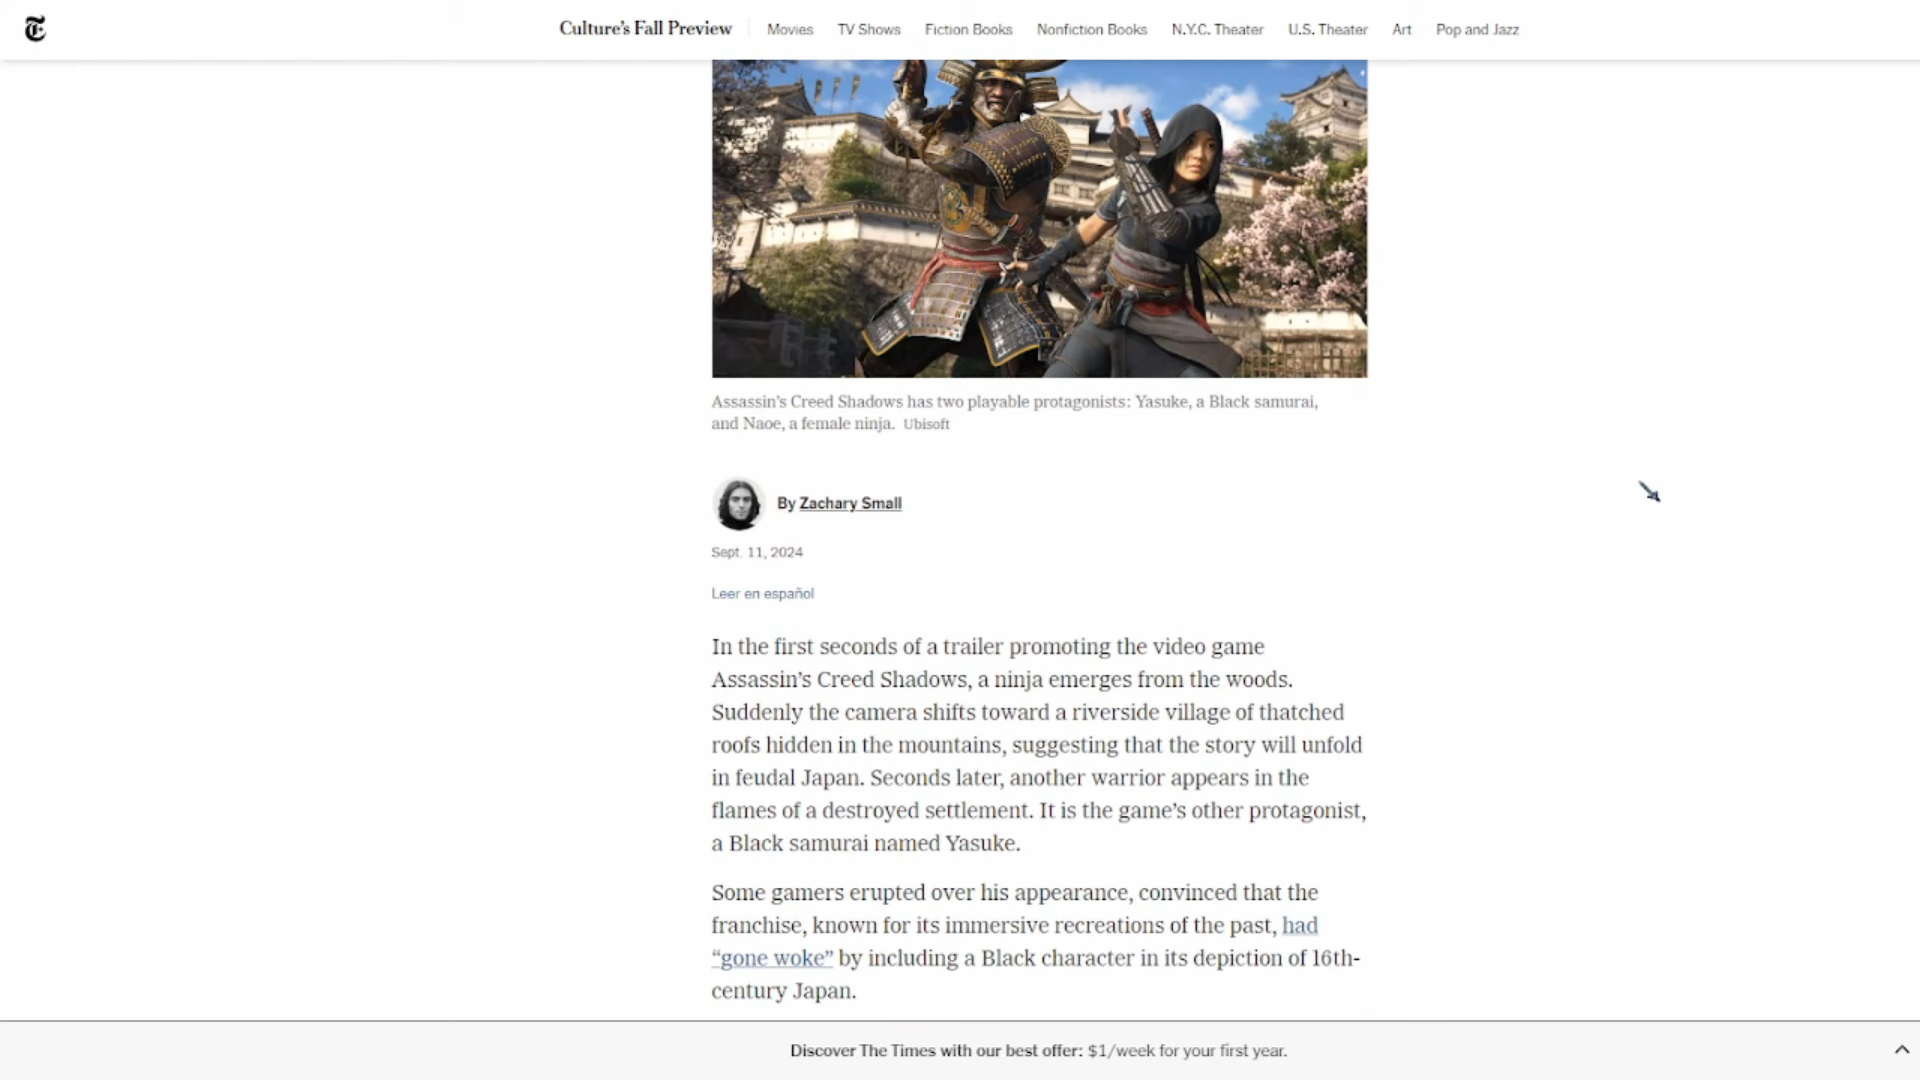 T
Culture's Fall Preview Movies TV Shows Fiction Books Nonfiction Books N.Y.C. Theater U.S. Theater Art Pop and Jazz
Assassin's Creed Shadows has two playable protagonists: Yasuke, a Black samurai,
and Naoe, a female ninja. Ubisoft
By Zachary Small
Sept. 11, 2024
Leer en español
In the first seconds of a trailer promoting the video game
Assassin's Creed Shadows, a ninja emerges from the woods.
Suddenly the camera shifts toward a riverside village of thatched
roofs hidden in the mountains, suggesting that the story will unfold
in feudal Japan. Seconds later, another warrior appears in the
flames of a destroyed settlement. It is the game's other protagonist,
a Black samurai named Yasuke.
Some gamers erupted over his appearance, convinced that the
franchise, known for its immersive recreations of the past, had
“gone woke” by including a Black character in its depiction of 16th-
century Japan.
Discover The Times with our best offer: $1/week for your first year.